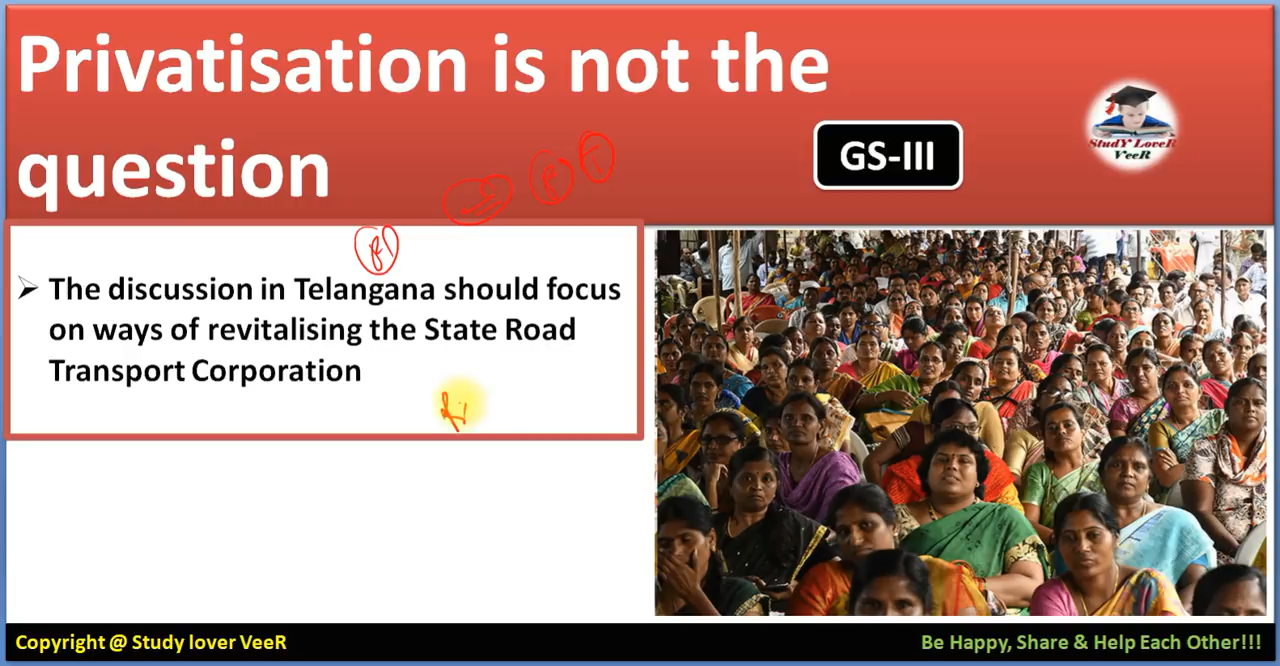 Privatisation is not the
question
GS-III
StudY LoveR
VeeR
The discussion in Telangana should focus
on ways of revitalising the State Road
Transport Corporation
Copyright @ Study lover VeeR
Be Happy, Share & Help Each Other!!!